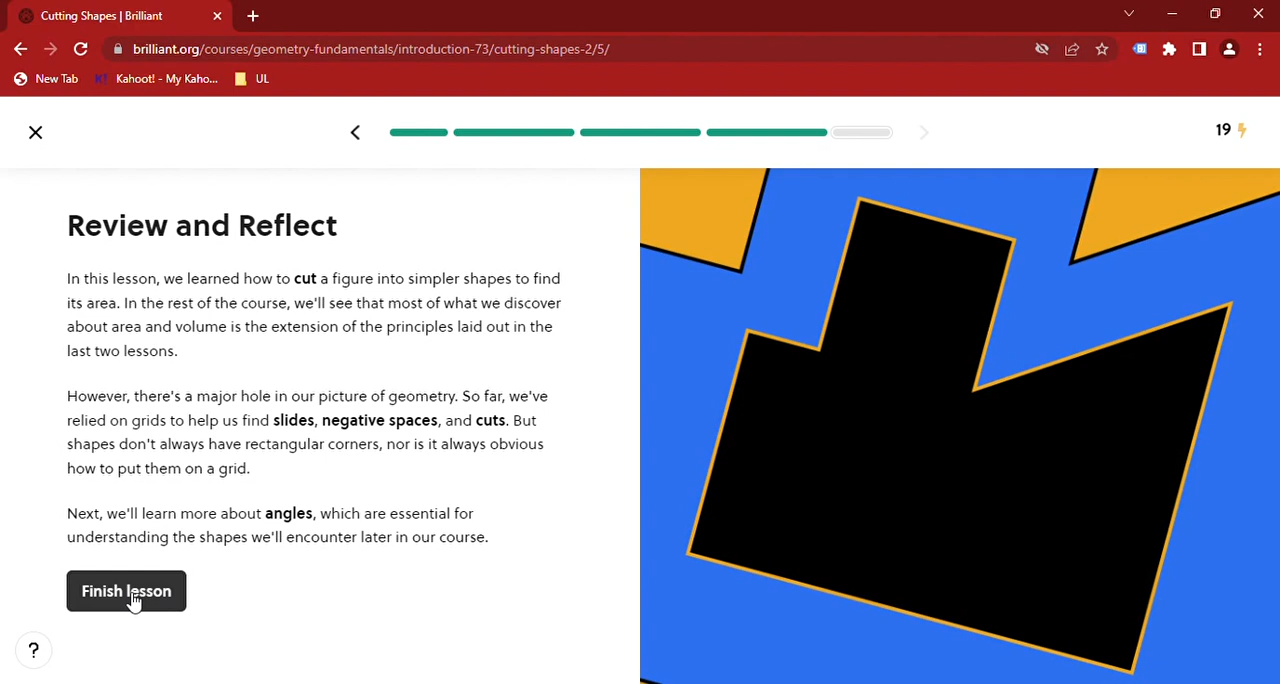 Cutting Shapes | Brilliant
brilliant.org/courses/geometry-fundamentals/introduction-73/cutting-shapes-2/5/
New Tab Kahoot! - My Kaho... UL
19
Review and Reflect
In this lesson, we learned how to cut a figure into simpler shapes to find
its area. In the rest of the course, we'll see that most of what we discover
about area and volume is the extension of the principles laid out in the
last two lessons.
However, there's a major hole in our picture of geometry. So far, we've
relied on grids to help us find slides, negative spaces, and cuts. But
shapes don't always have rectangular corners, nor is it always obvious
how to put them on a grid.
Next, we'll learn more about angles, which are essential for
understanding the shapes we'll encounter later in our course.
Finish lesson
?